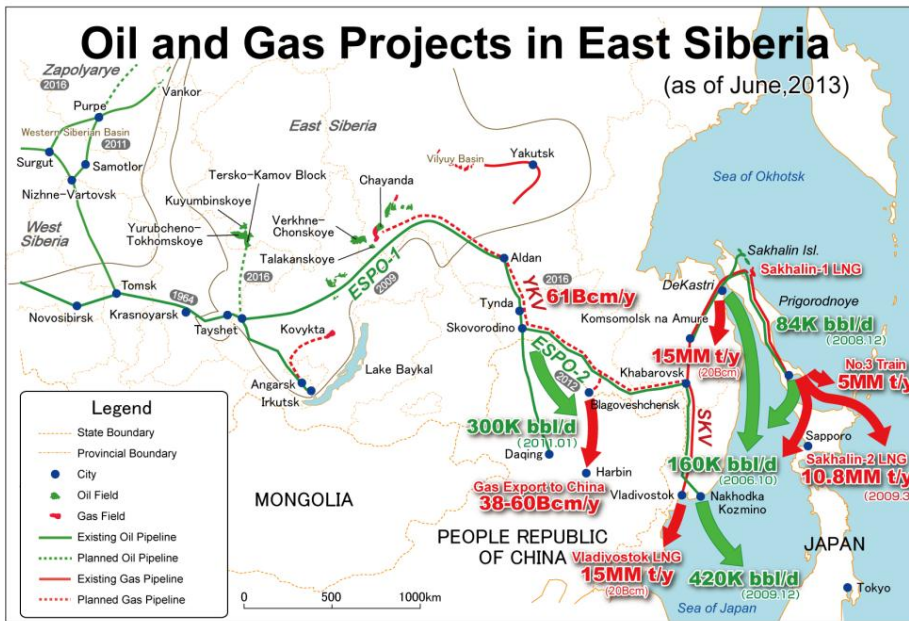 Oil and Gas Projects in East Siberia
(as of June,2013)
Zapolyarye
2016
Vankor
Purpe
Western Siberian Basin
2011
Surgut
Samotlor
Nizhne-Vartovsk
West
Siberia
East Siberia
Tersko-Kamov Block
Kuyumbinskoye
Yurubcheno-
Tokhomskoye
Verkhne-
Chonskoye
Talakanskoye
Chayanda
Vilyuy Basin
Yakutsk
Sea of Okhotsk
Sakhalin Isl.
Sakhalin-1 LNG
DeKastri
Prigorodnoye
84K bbl/d
(2008.12)
Komsomolsk na Amure
No.3 Train
5MM t/y
15MM t/y
(20Bcm)
Aldan
2016
YKV
61Bcm/y
Tynda
Skovorodino
ESPO-1
2009
2016
Tomsk
1964
Novosibirsk
Krasnoyarsk
Tayshet
Kovykta
Angarsk
Irkutsk
Lake Baykal
ESPO-2
2012
Khabarovsk
Blagoveshchensk
300K bbl/d
(2011.01)
Daqing
Harbin
Gas Export to China
38-60Bcm/y
SKV
160K bbl/d
(2006.10)
Sapporo
Sakhalin-2 LNG
10.8MM t/y
(2009.3
Vladivostok
Nakhodka
Kozmino
Vladivostok LNG
15MM t/y
(20Bcm)
420K bbl/d
(2009.12)
MONGOLIA
PEOPLE REPUBLIC
OF CHINA
JAPAN
Tokyo
Sea of Japan
Legend
State Boundary
Provincial Boundary
City
Oil Field
Gas Field
Existing Oil Pipeline
Planned Oil Pipeline
Existing Gas Pipeline
Planned Gas Pipeline
0 500 1000km